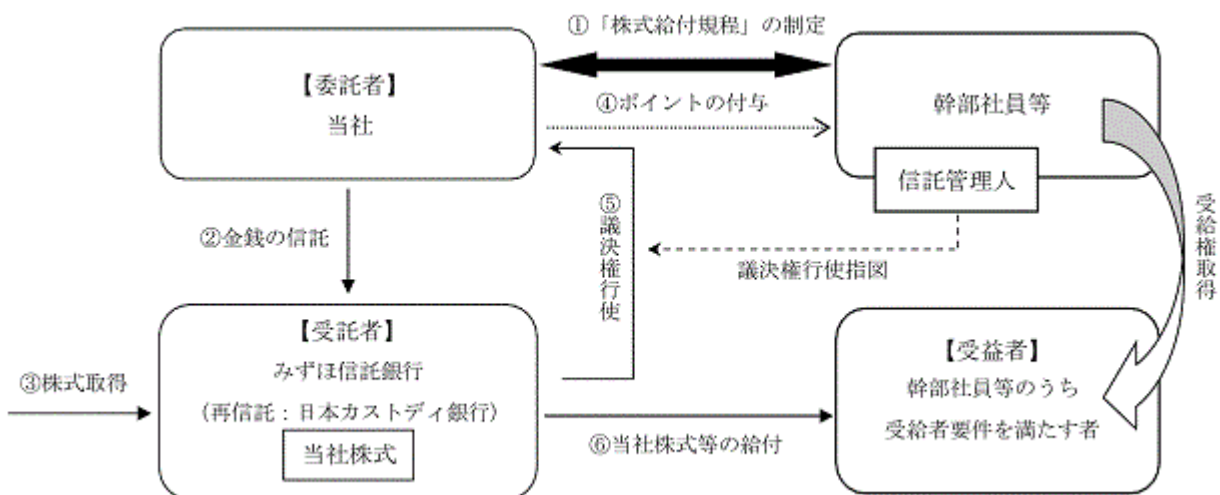 ①「株式給付規程」の制定
【委託者】
当社
④ポイントの付与
幹部社員等
信託管理人
②金銭の信託
⑤議決権行使
議決権行使指図
受給権取得
③株式取得
【受託者】
みずほ信託銀行
(再信託：日本カストディ銀行)
当社株式
⑥当社株式等の給付
【受益者】
幹部社員等のうち
受給者要件を満たす者